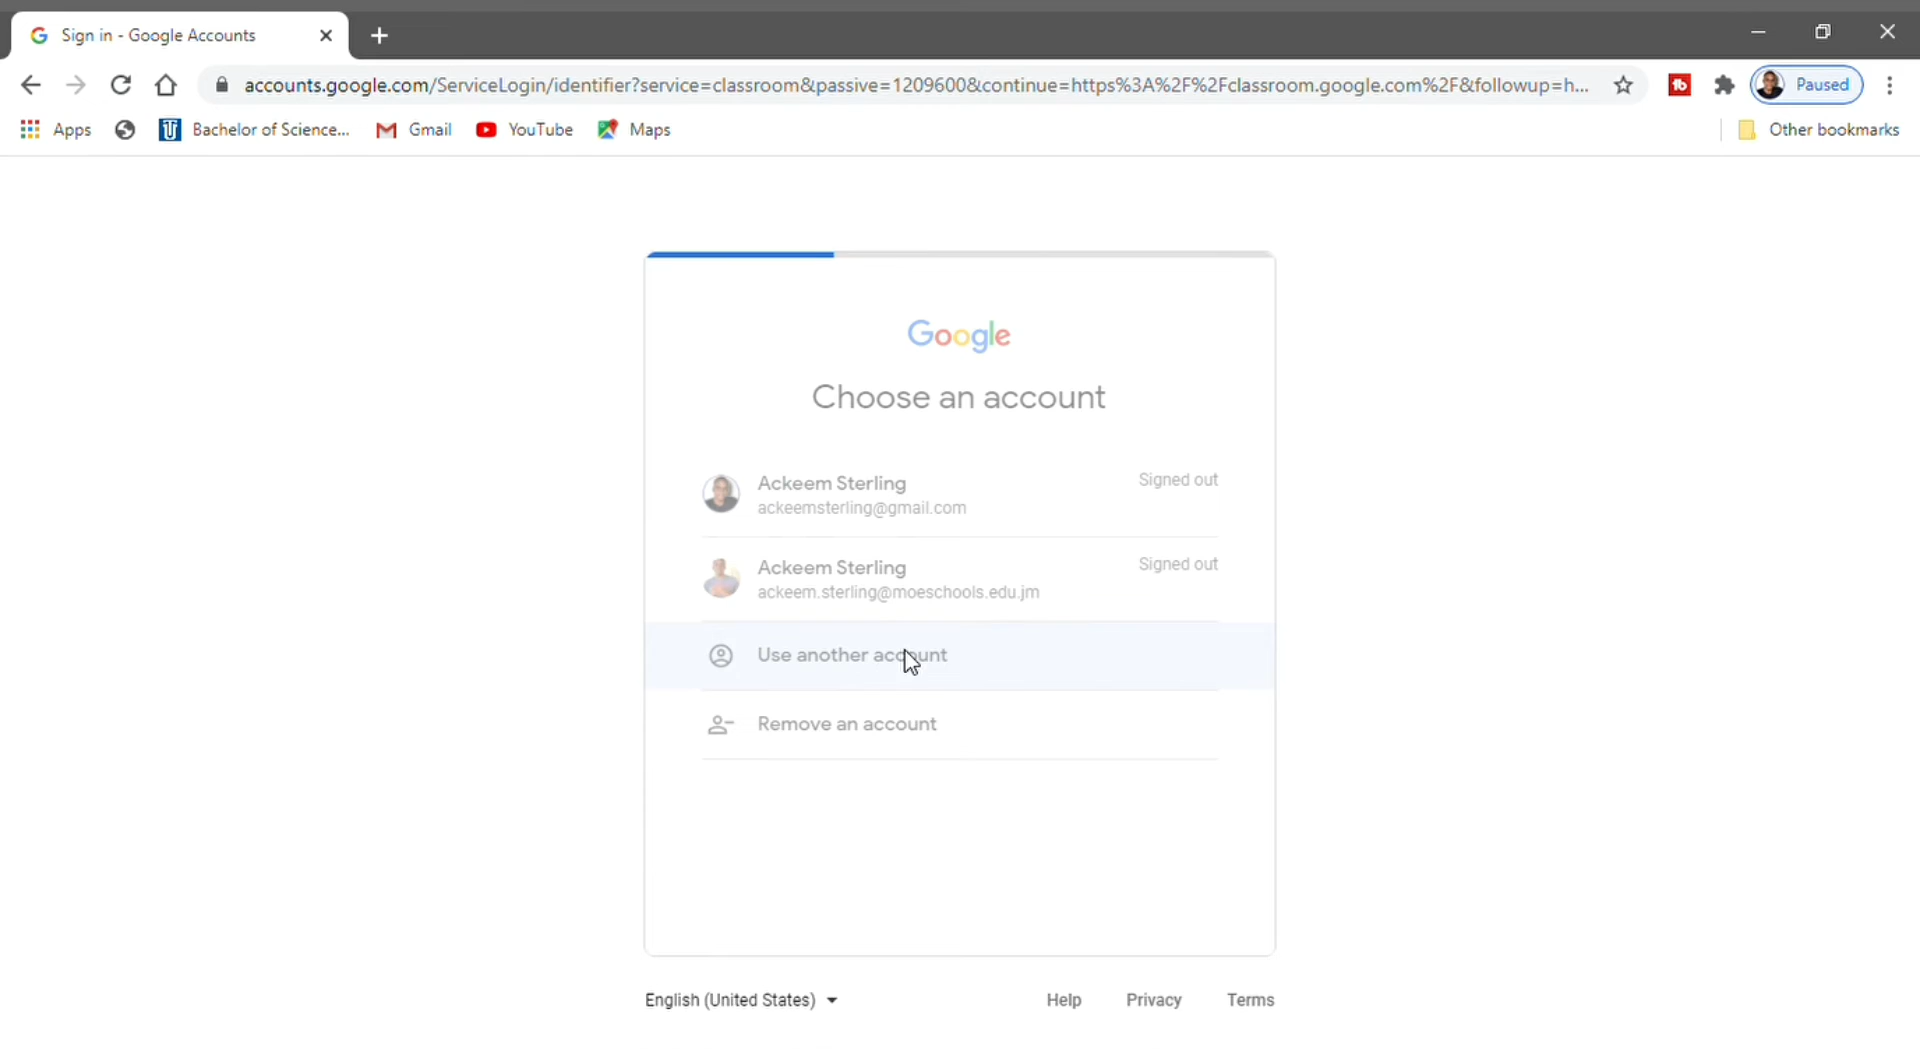 Sign in - Google Accounts
accounts.google.com/ServiceLogin/identifier?service=classroom&passive=1209600&continue=https%3A%2F%2Fclassroom.google.com%2F&followup=h...
Paused
Apps
Bachelor of Science...
Gmail
YouTube
Maps
Other bookmarks
Google
Choose an account
Ackeem Sterling
Signed out
ackeemsterling@gmail.com
Ackeem Sterling
Signed out
ackeem.sterling@moeschools.edu.jm
Use another account
Remove an account
English (United States)
Help
Privacy
Terms